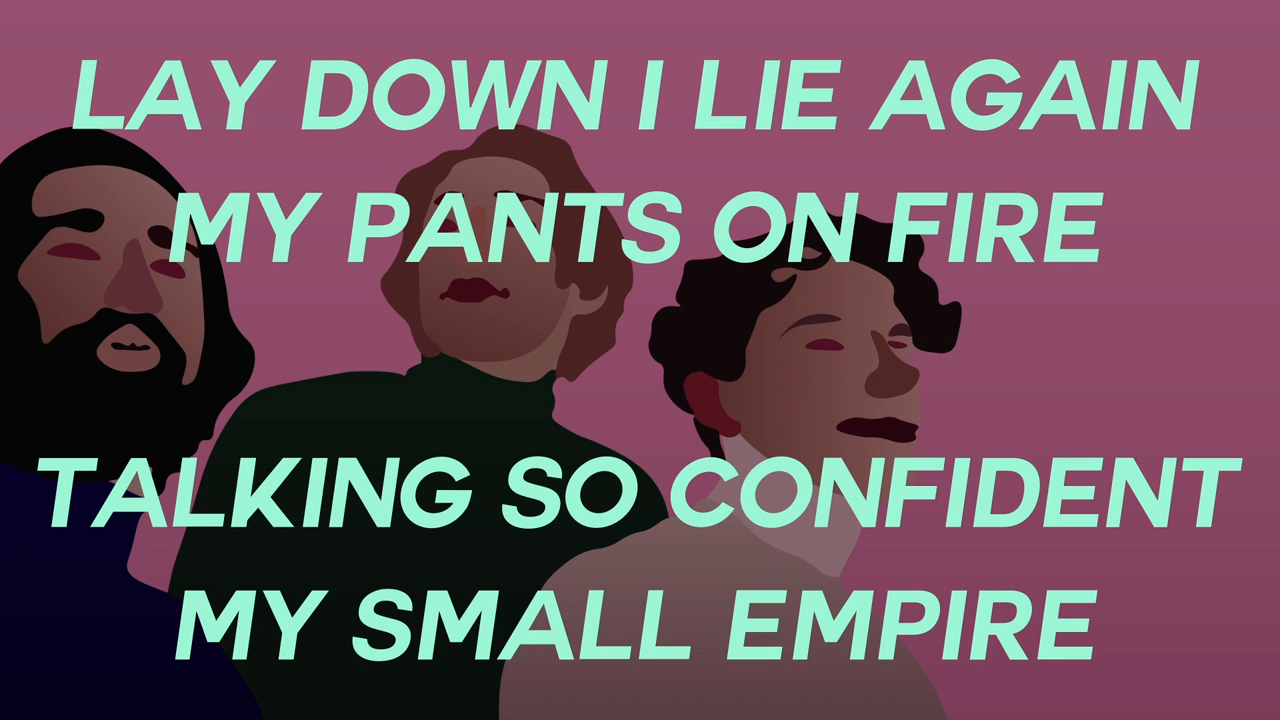 LAY DOWN I LIE AGAIN
MY PANTS ON FIRE
TALKING SO CONFIDENT
MY SMALL EMPIRE